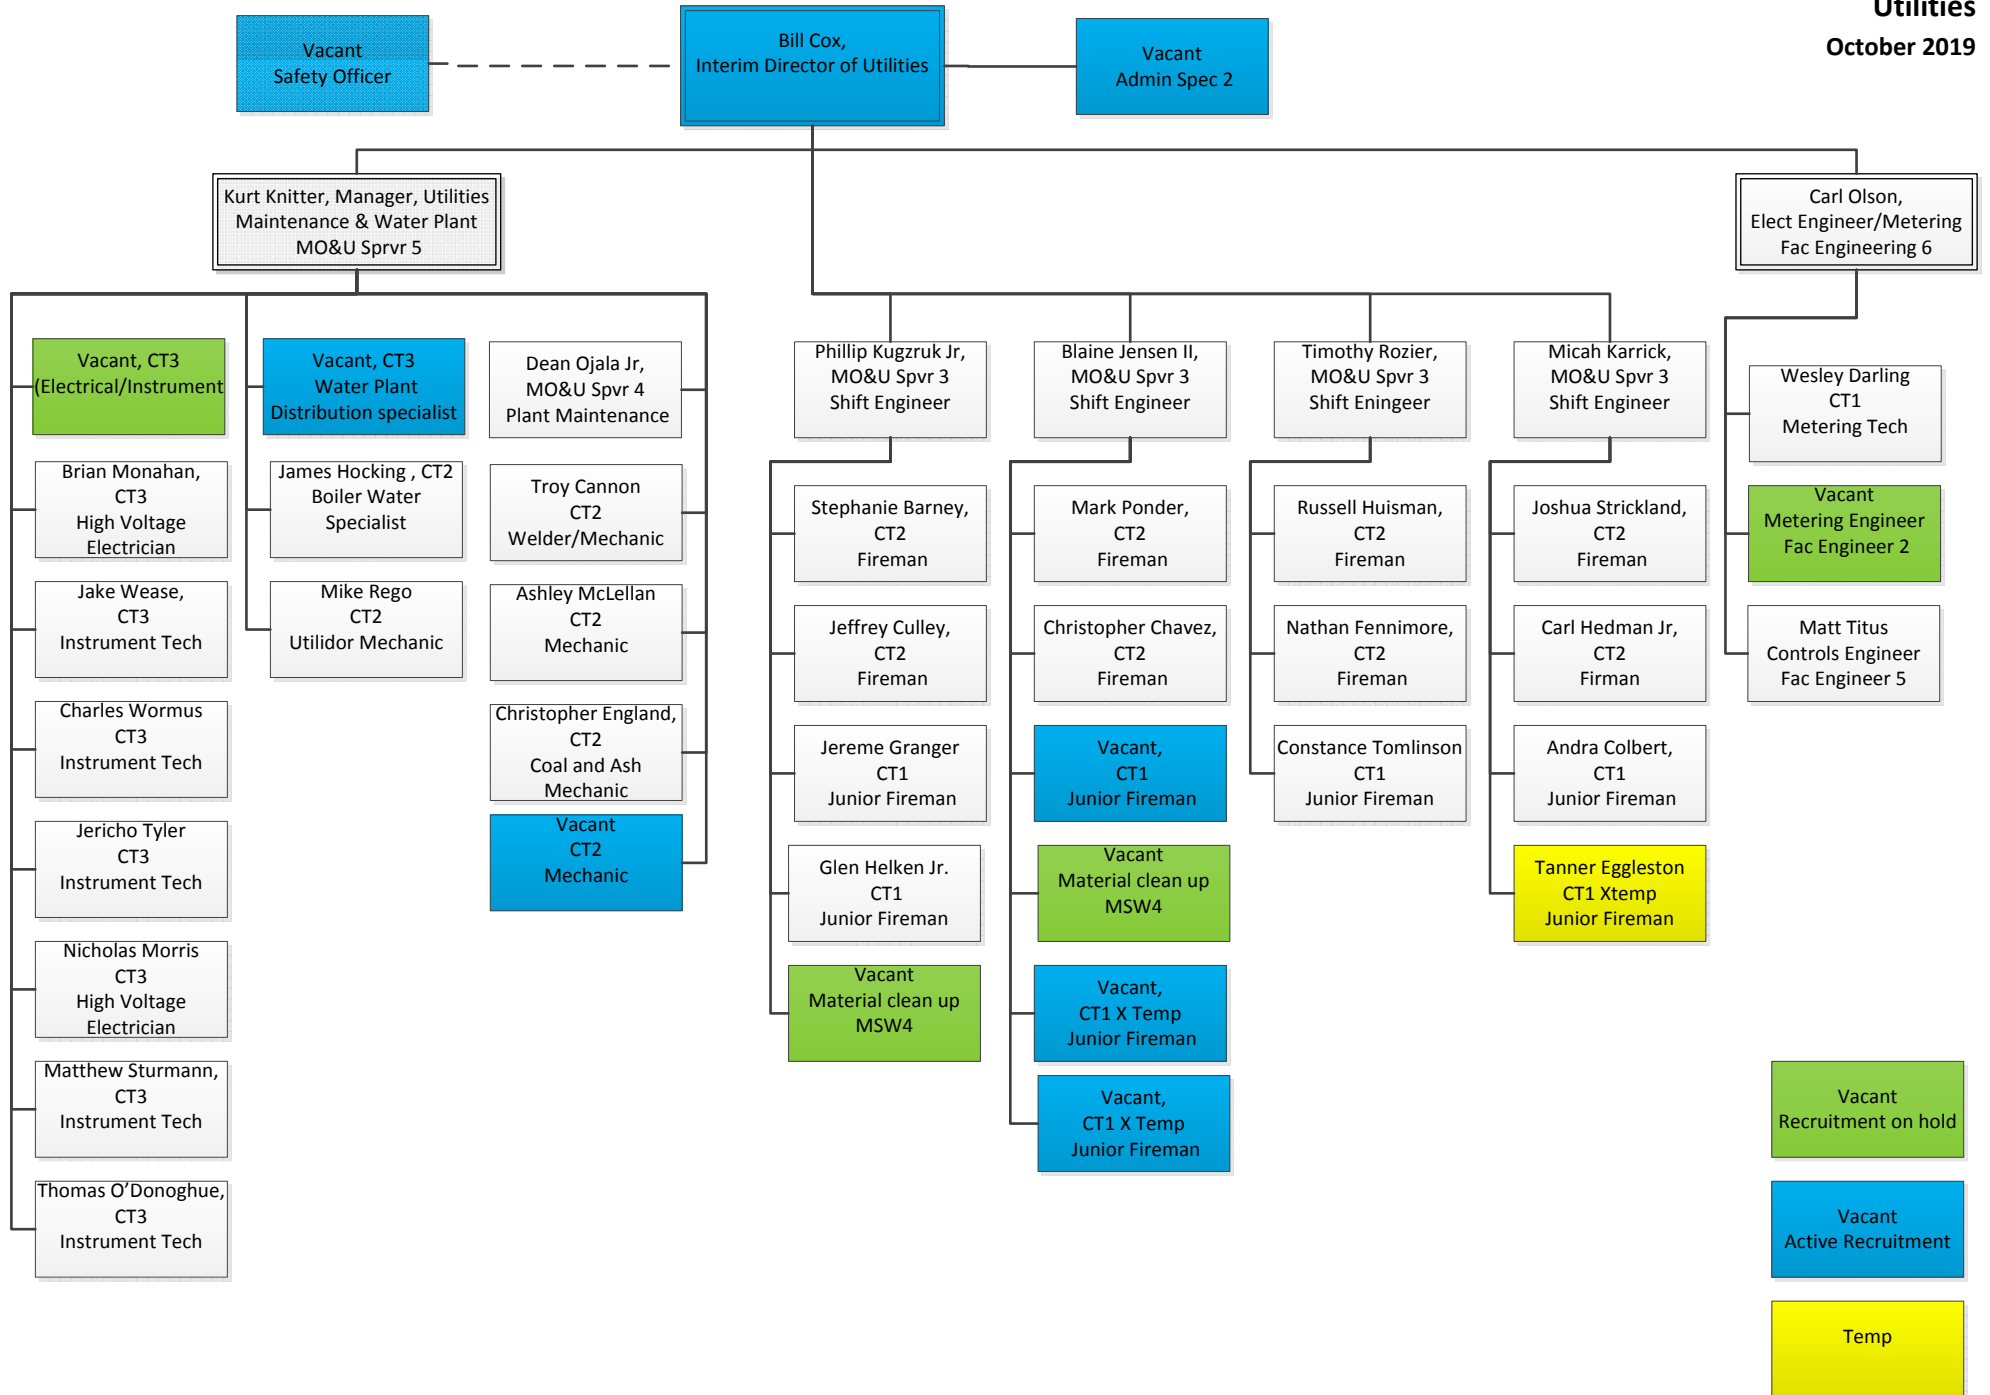 Utilities
October 2019
Vacant
Safety Officer
Bill Cox,
Interim Director of Utilities
Vacant
Admin Spec 2
Kurt Knitter, Manager, Utilities
Maintenance & Water Plant
MO&U Sprvr 5
Carl Olson,
Elect Engineer/Metering
Fac Engineering 6
Vacant, CT3
(Electrical/Instrument
Brian Monahan,
CT3
High Voltage
Electrician
Jake Wease,
CT3
Instrument Tech
Charles Wormus
CT3
Instrument Tech
Jericho Tyler
CT3
Instrument Tech
Nicholas Morris
CT3
High Voltage
Electrician
Matthew Sturmann,
CT3
Instrument Tech
Thomas O’Donoghue,
CT3
Instrument Tech
Vacant, CT3
Water Plant
Distribution specialist
James Hocking , CT2
Boiler Water
Specialist
Mike Rego
CT2
Utilidor Mechanic
Dean Ojala Jr,
MO&U Spvr 4
Plant Maintenance
Troy Cannon
CT2
Welder/Mechanic
Ashley McLellan
CT2
Mechanic
Christopher England,
CT2
Coal and Ash
Mechanic
Vacant
CT2
Mechanic
Phillip Kugzruk Jr,
MO&U Spvr 3
Shift Engineer
Stephanie Barney,
CT2
Fireman
Jeffrey Culley,
CT2
Fireman
Jereme Granger
CT1
Junior Fireman
Glen Helken Jr.
CT1
Junior Fireman
Vacant
Material clean up
MSW4
Blaine Jensen II,
MO&U Spvr 3
Shift Engineer
Mark Ponder,
CT2
Fireman
Christopher Chavez,
CT2
Fireman
Vacant,
CT1
Junior Fireman
Vacant
Material clean up
MSW4
Vacant,
CT1 X Temp
Junior Fireman
Vacant,
CT1 X Temp
Junior Fireman
Timothy Rozier,
MO&U Spvr 3
Shift Eningeer
Russell Huisman,
CT2
Fireman
Nathan Fennimore,
CT2
Fireman
Constance Tomlinson
CT1
Junior Fireman
Micah Karrick,
MO&U Spvr 3
Shift Engineer
Joshua Strickland,
CT2
Fireman
Carl Hedman Jr,
CT2
Firman
Andra Colbert,
CT1
Junior Fireman
Tanner Eggleston
CT1 Xtemp
Junior Fireman
Wesley Darling
CT1
Metering Tech
Vacant
Metering Engineer
Fac Engineer 2
Matt Titus
Controls Engineer
Fac Engineer 5
Vacant
Recruitment on hold
Vacant
Active Recruitment
Temp